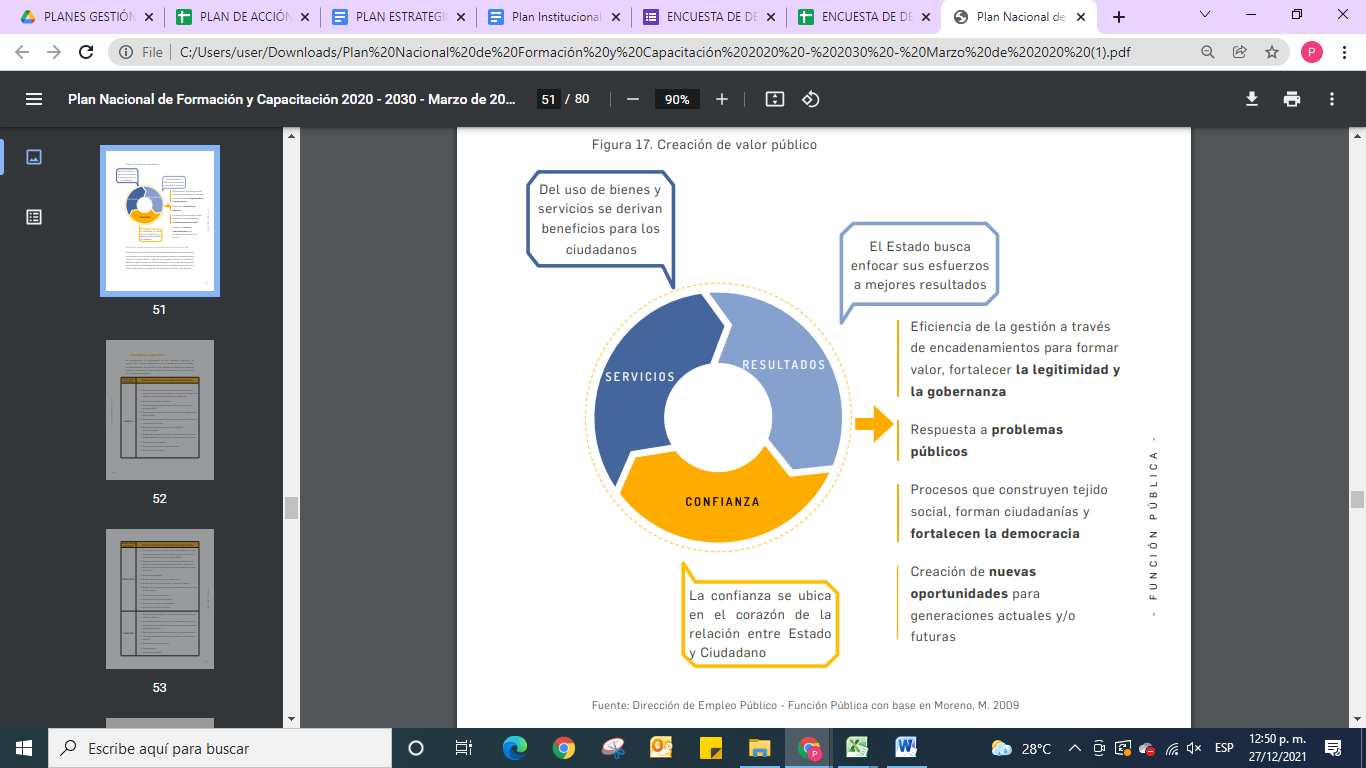 PLANES GESTIÓN
PLAN DE ACCIÓN
PLAN ESTRATEGI
Plan Institucional
ENCUESTA DE DE
ENCUESTA DE DE
Plan Nacional de
File
C:/Users/user/Downloads/Plan%20Nacional%20de%20Formación%20y%20Capacitación%202020%20-%202030%20-%20Marzo%20de%202020%20(1).pdf
P
Plan Nacional de Formación y Capacitación 2020 - 2030 - Marzo de 20...
51 / 80
90%
51
52
53
Figura 17. Creación de valor público
Del uso de bienes y
servicios se derivan
beneficios para los
ciudadanos
El Estado busca
enfocar sus esfuerzos
a mejores resultados
SERVICIOS
RESULTADOS
CONFIANZA
Eficiencia de la gestión a través
de encadenamientos para formar
valor, fortalecer la legitimidad y
la gobernanza
Respuesta a problemas
públicos
Procesos que construyen tejido
social, forman ciudadanías y
fortalecen la democracia
Creación de nuevas
oportunidades para
generaciones actuales y/o
futuras
La confianza se ubica
en el corazón de la
relación entre Estado
y Ciudadano
- FUNCIÓN PÚBLICA -
Fuente: Dirección de Empleo Público - Función Pública con base en Moreno, M. 2009
Escribe aquí para buscar
28°C
ESP
12:50 p. m.
27/12/2021